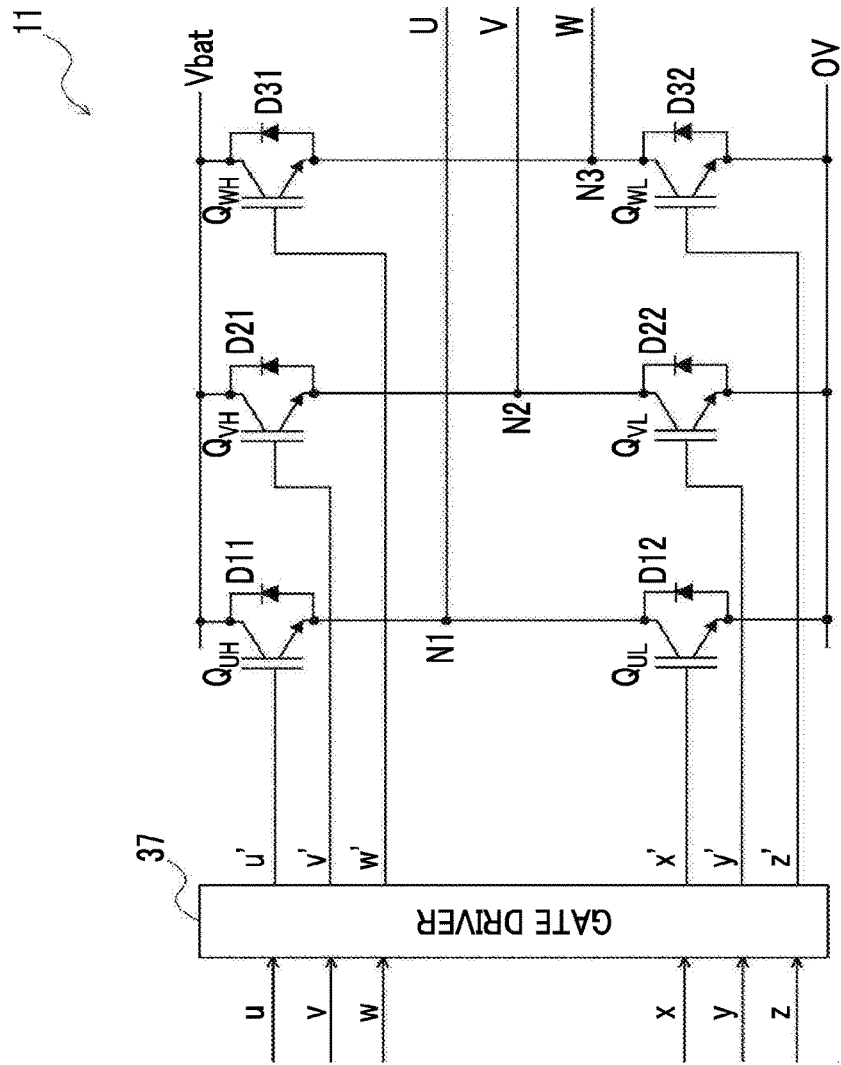 11
Vbat
U
V
W
0V
D31
D32
QWH
QWL
N3
D21
D22
QVH
QVL
N2
D11
D12
QUH
QUL
N1
37
u'
v'
w'
x'
y'
z'
GATE DRIVER
u
v
w
x
y
z